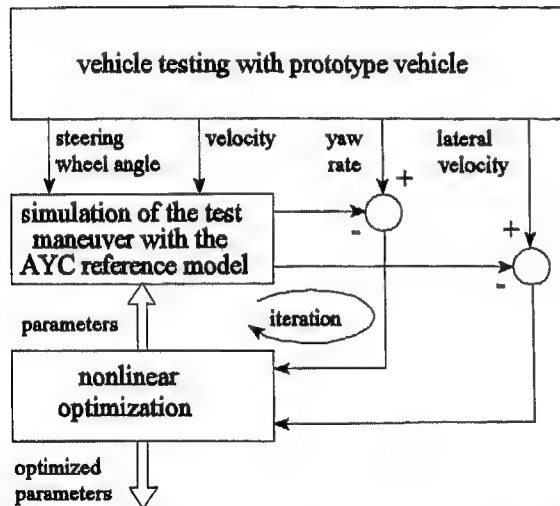 vehicle testing with prototype vehicle
steering
wheel angle
velocity
yaw
rate
lateral
velocity
+
-
+
-
simulation of the test
maneuver with the
AYC reference model
iteration
parameters
nonlinear
optimization
optimized
parameters